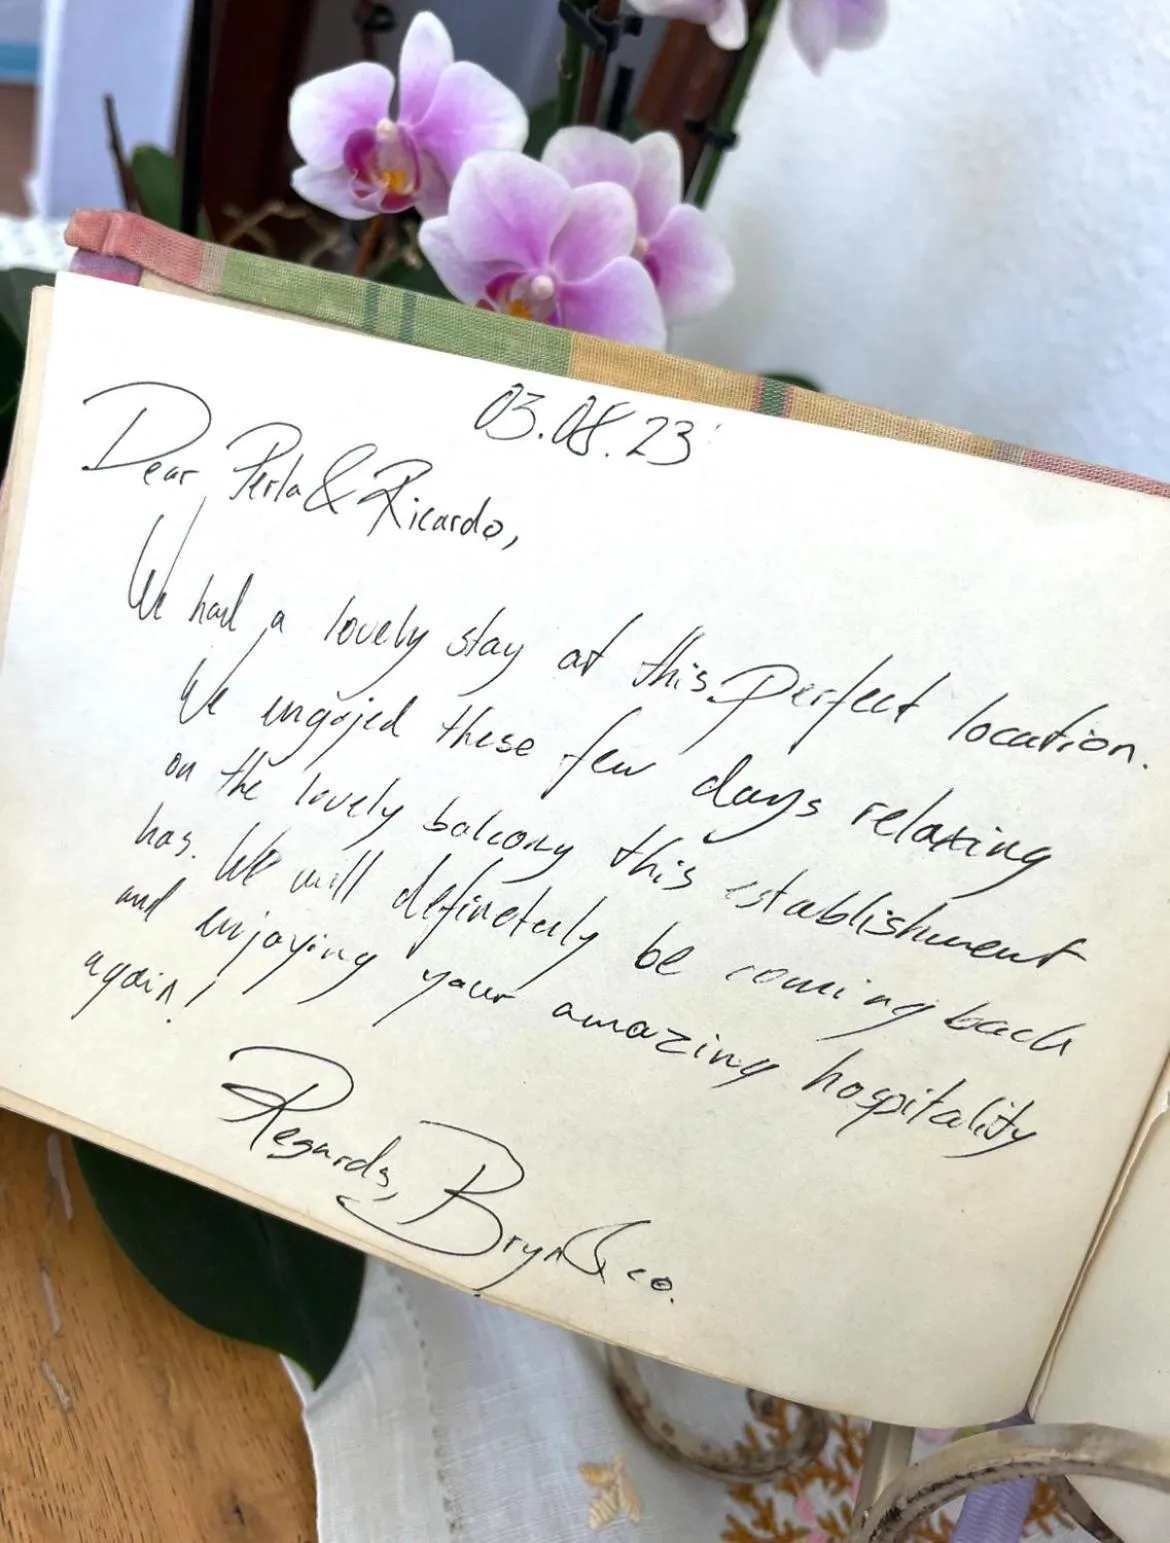 03.08.23'
Dear Perla & Ricardo,
We had a lovely stay at this perfect location.
We engojed these few days relaxing
on the lovely balcony this establishment
has. We will definetely be coming back
and enjoying your amazing hospitality
again!
Regards,
Bryn & co.